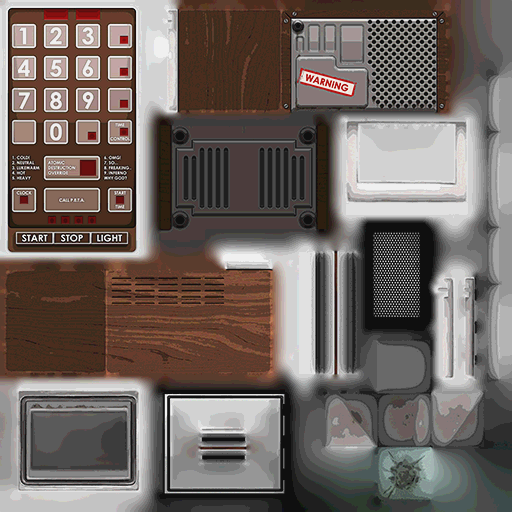 1 2 3
4 5 6
7 8 9
0
TIME
CONTROL
1. COLD!
2. NEUTRAL
3. LUKEWARM
4. HOT
5. HEAVY
ATOMIC
DESTRUCTION
OVERRIDE
6. OMG!
7. SO...
8. FREAKING..
9. INFERNO
WHY GOD?
CLOCK
CALL P.E.T.A.
START
TIME
START STOP LIGHT
WARNING